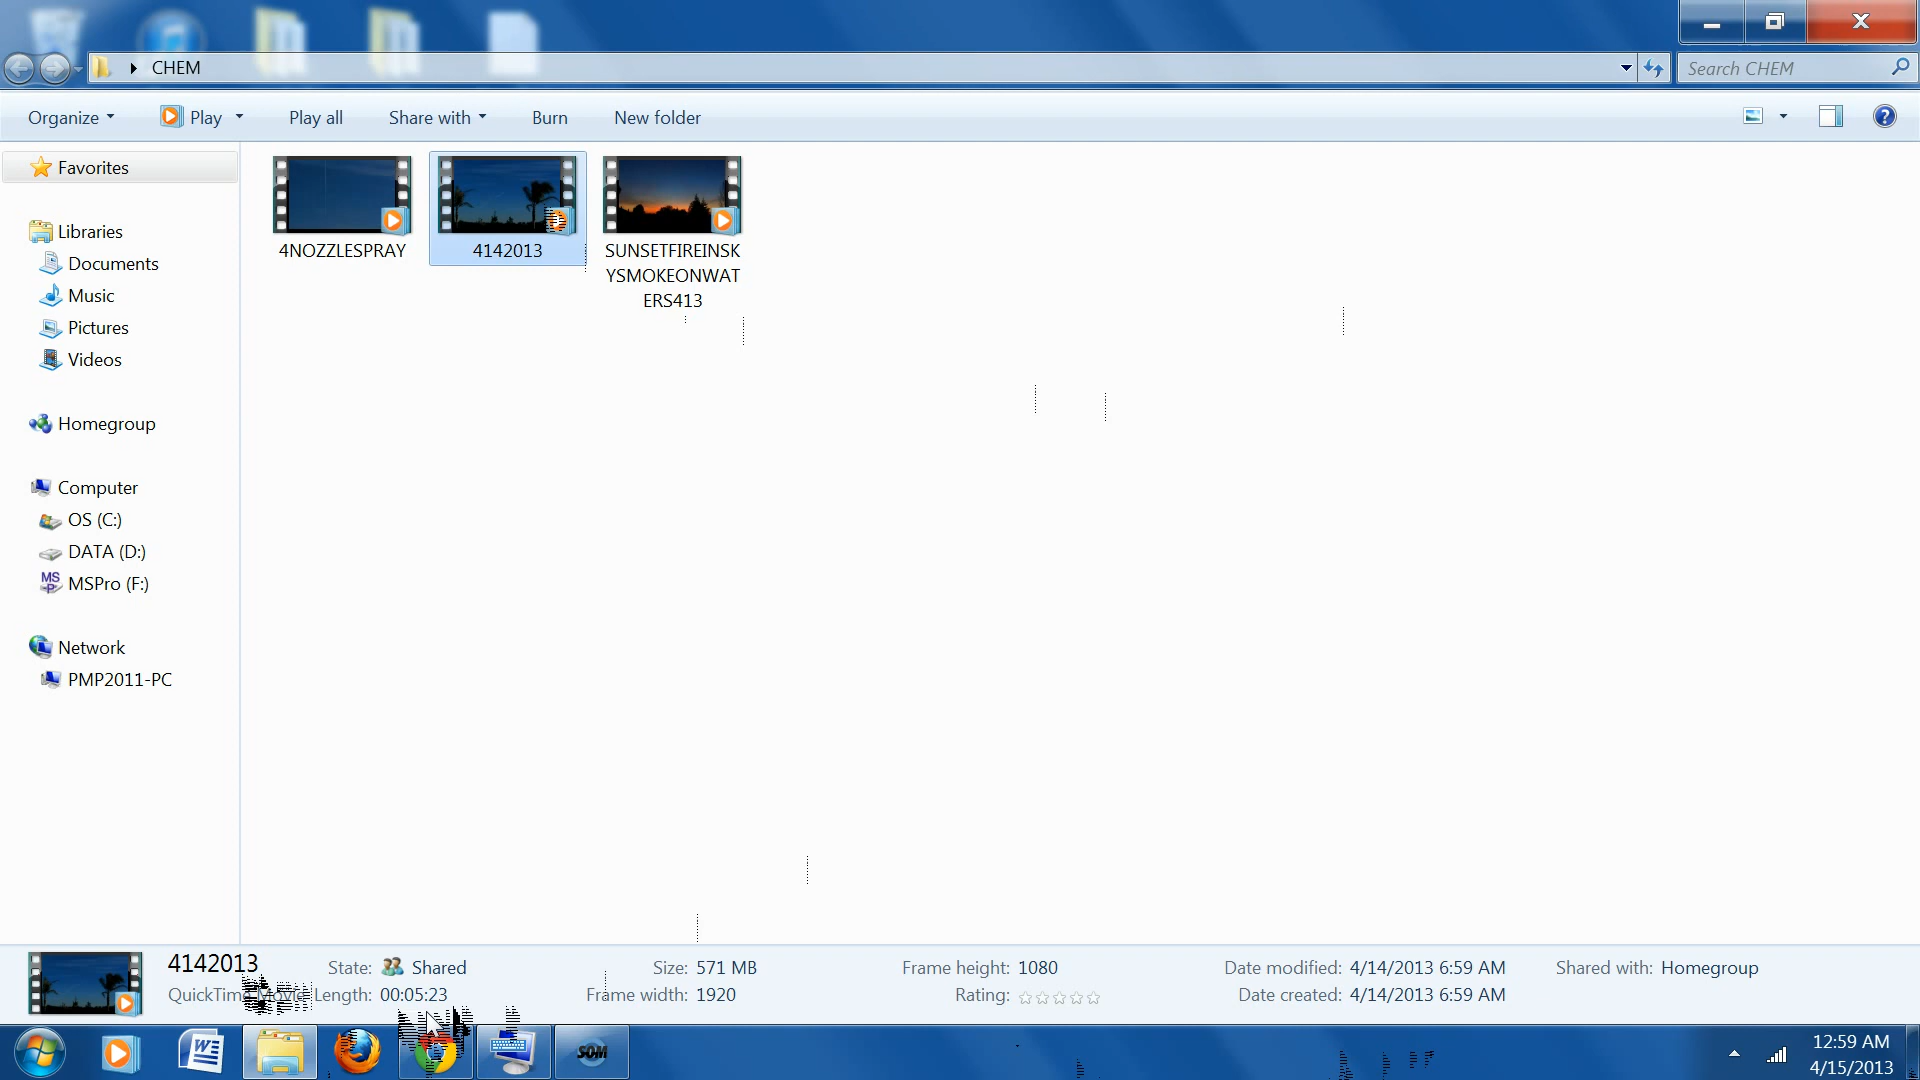 CHEM
Search CHEM
Organize Play Play all Share with Burn New folder
Favorites
Libraries
Documents
Music
Pictures
Videos
Homegroup
Computer
OS (C:)
DATA (D:)
MSPro (F:)
Network
PMP2011-PC
4NOZZLESPRAY
4142013
SUNSETFIREINSK
YSMOKEONWAT
ERS413
4142013 State: Shared Size: 571 MB Frame height: 1080 Date modified: 4/14/2013 6:59 AM Shared with: Homegroup
QuickTime Movie Length: 00:05:23 Frame width: 1920 Rating: Date created: 4/14/2013 6:59 AM
SOM
12:59 AM
4/15/2013